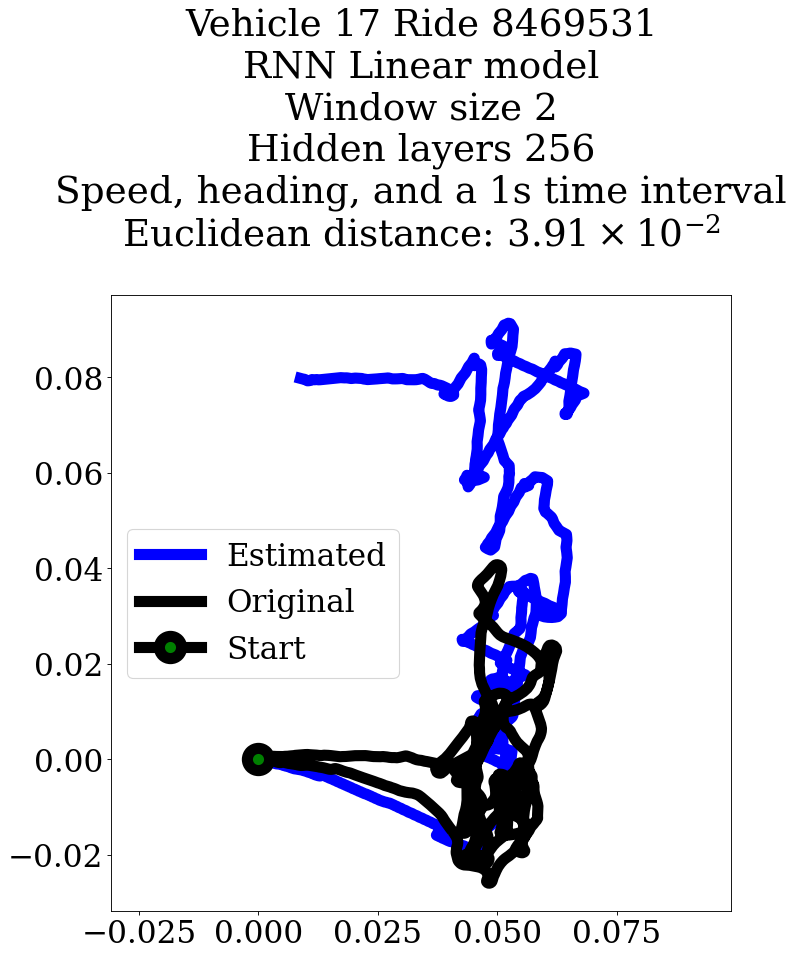 Vehicle 17 Ride 8469531
RNN Linear model
Window size 2
Hidden layers 256
Speed, heading, and a 1s time interval
Euclidean distance: 3.91 × 10⁻²
0.08
0.06
0.04
0.02
0.00
−0.02
Estimated
Original
Start
−0.025 0.000 0.025 0.050 0.075